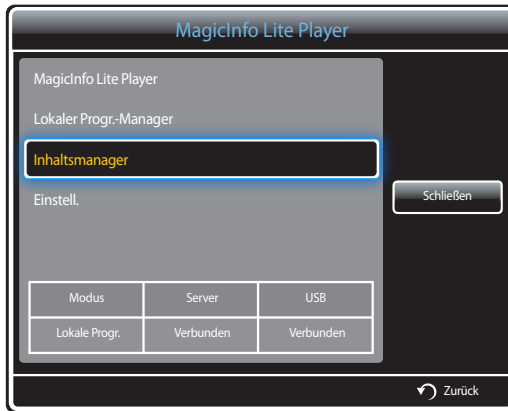 MagicInfo Lite Player
MagicInfo Lite Player
Lokaler Progr.-Manager
Inhaltsmanager
Einstell.
Schließen
Modus Server USB
Lokale Progr. Verbunden Verbunden
Zurück